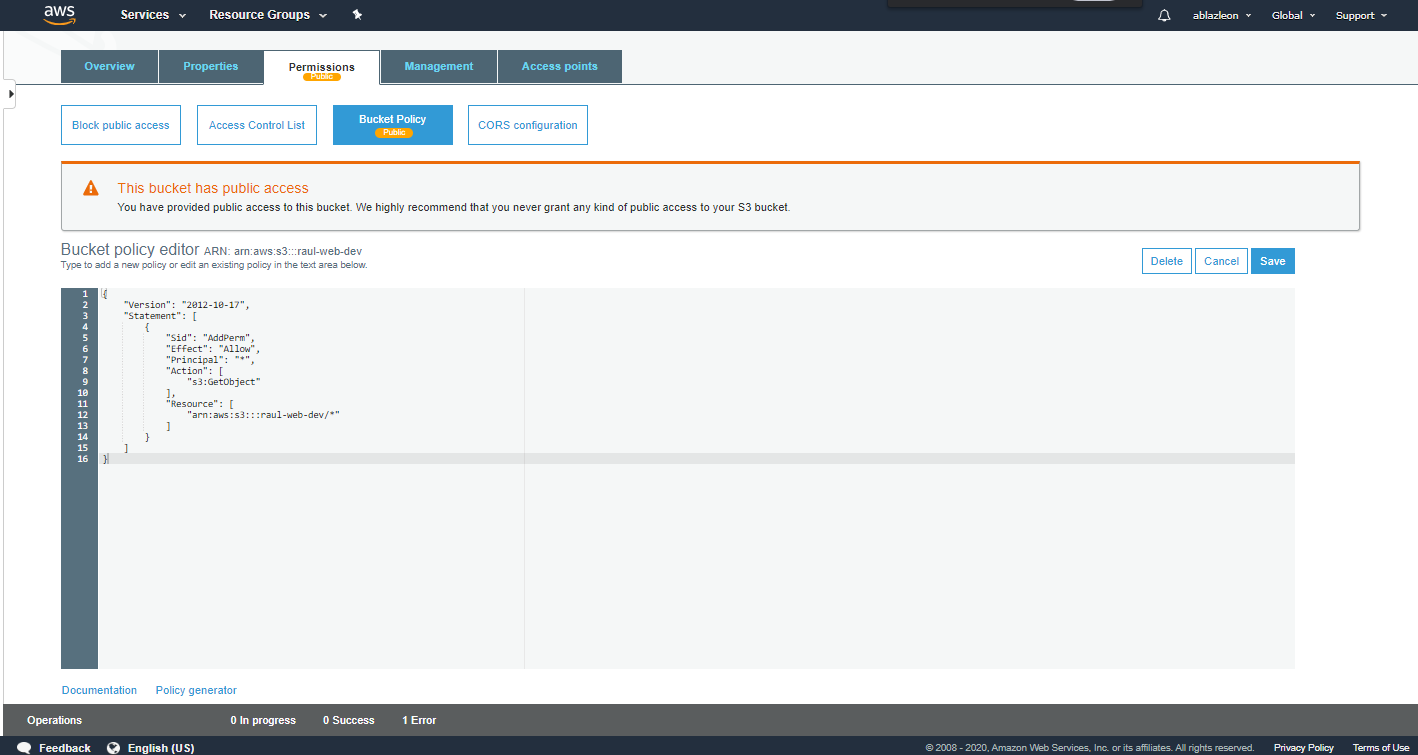 aws Services Resource Groups ablazleon Global Support
Overview Properties Permissions Management Access points
Public
Block public access Access Control List Bucket Policy CORS configuration
Public
This bucket has public access
You have provided public access to this bucket. We highly recommend that you never grant any kind of public access to your S3 bucket.
Bucket policy editor ARN: arn:aws:s3:::raul-web-dev
Type to add a new policy or edit an existing policy in the text area below.
Delete Cancel Save
1 {
2 "Version": "2012-10-17",
3 "Statement": [
4 {
5 "Sid": "AddPerm",
6 "Effect": "Allow",
7 "Principal": "*",
8 "Action": [
9 "s3:GetObject"
10 ],
11 "Resource": [
12 "arn:aws:s3:::raul-web-dev/*"
13 ]
14 }
15 ]
16 }
Documentation Policy generator
Operations 0 In progress 0 Success 1 Error
Feedback English (US) © 2008 - 2020, Amazon Web Services, Inc. or its affiliates. All rights reserved. Privacy Policy Terms of Use